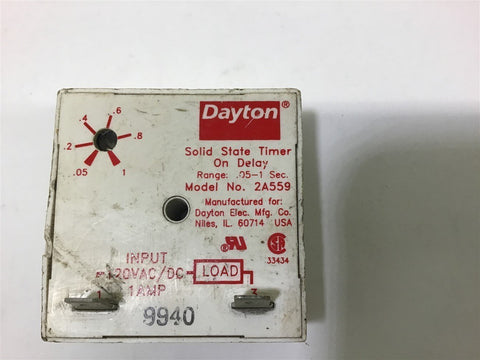 Dayton®
Solid State Timer
On Delay
Range: .05-1 Sec.
Model No. 2A559
Manufactured for:
Dayton Elec. Mfg. Co.
Niles, IL. 60714 USA
.6
.4
.8
.2
.05
1
33434
INPUT
120VAC/DC
LOAD
1AMP
1
3
9940